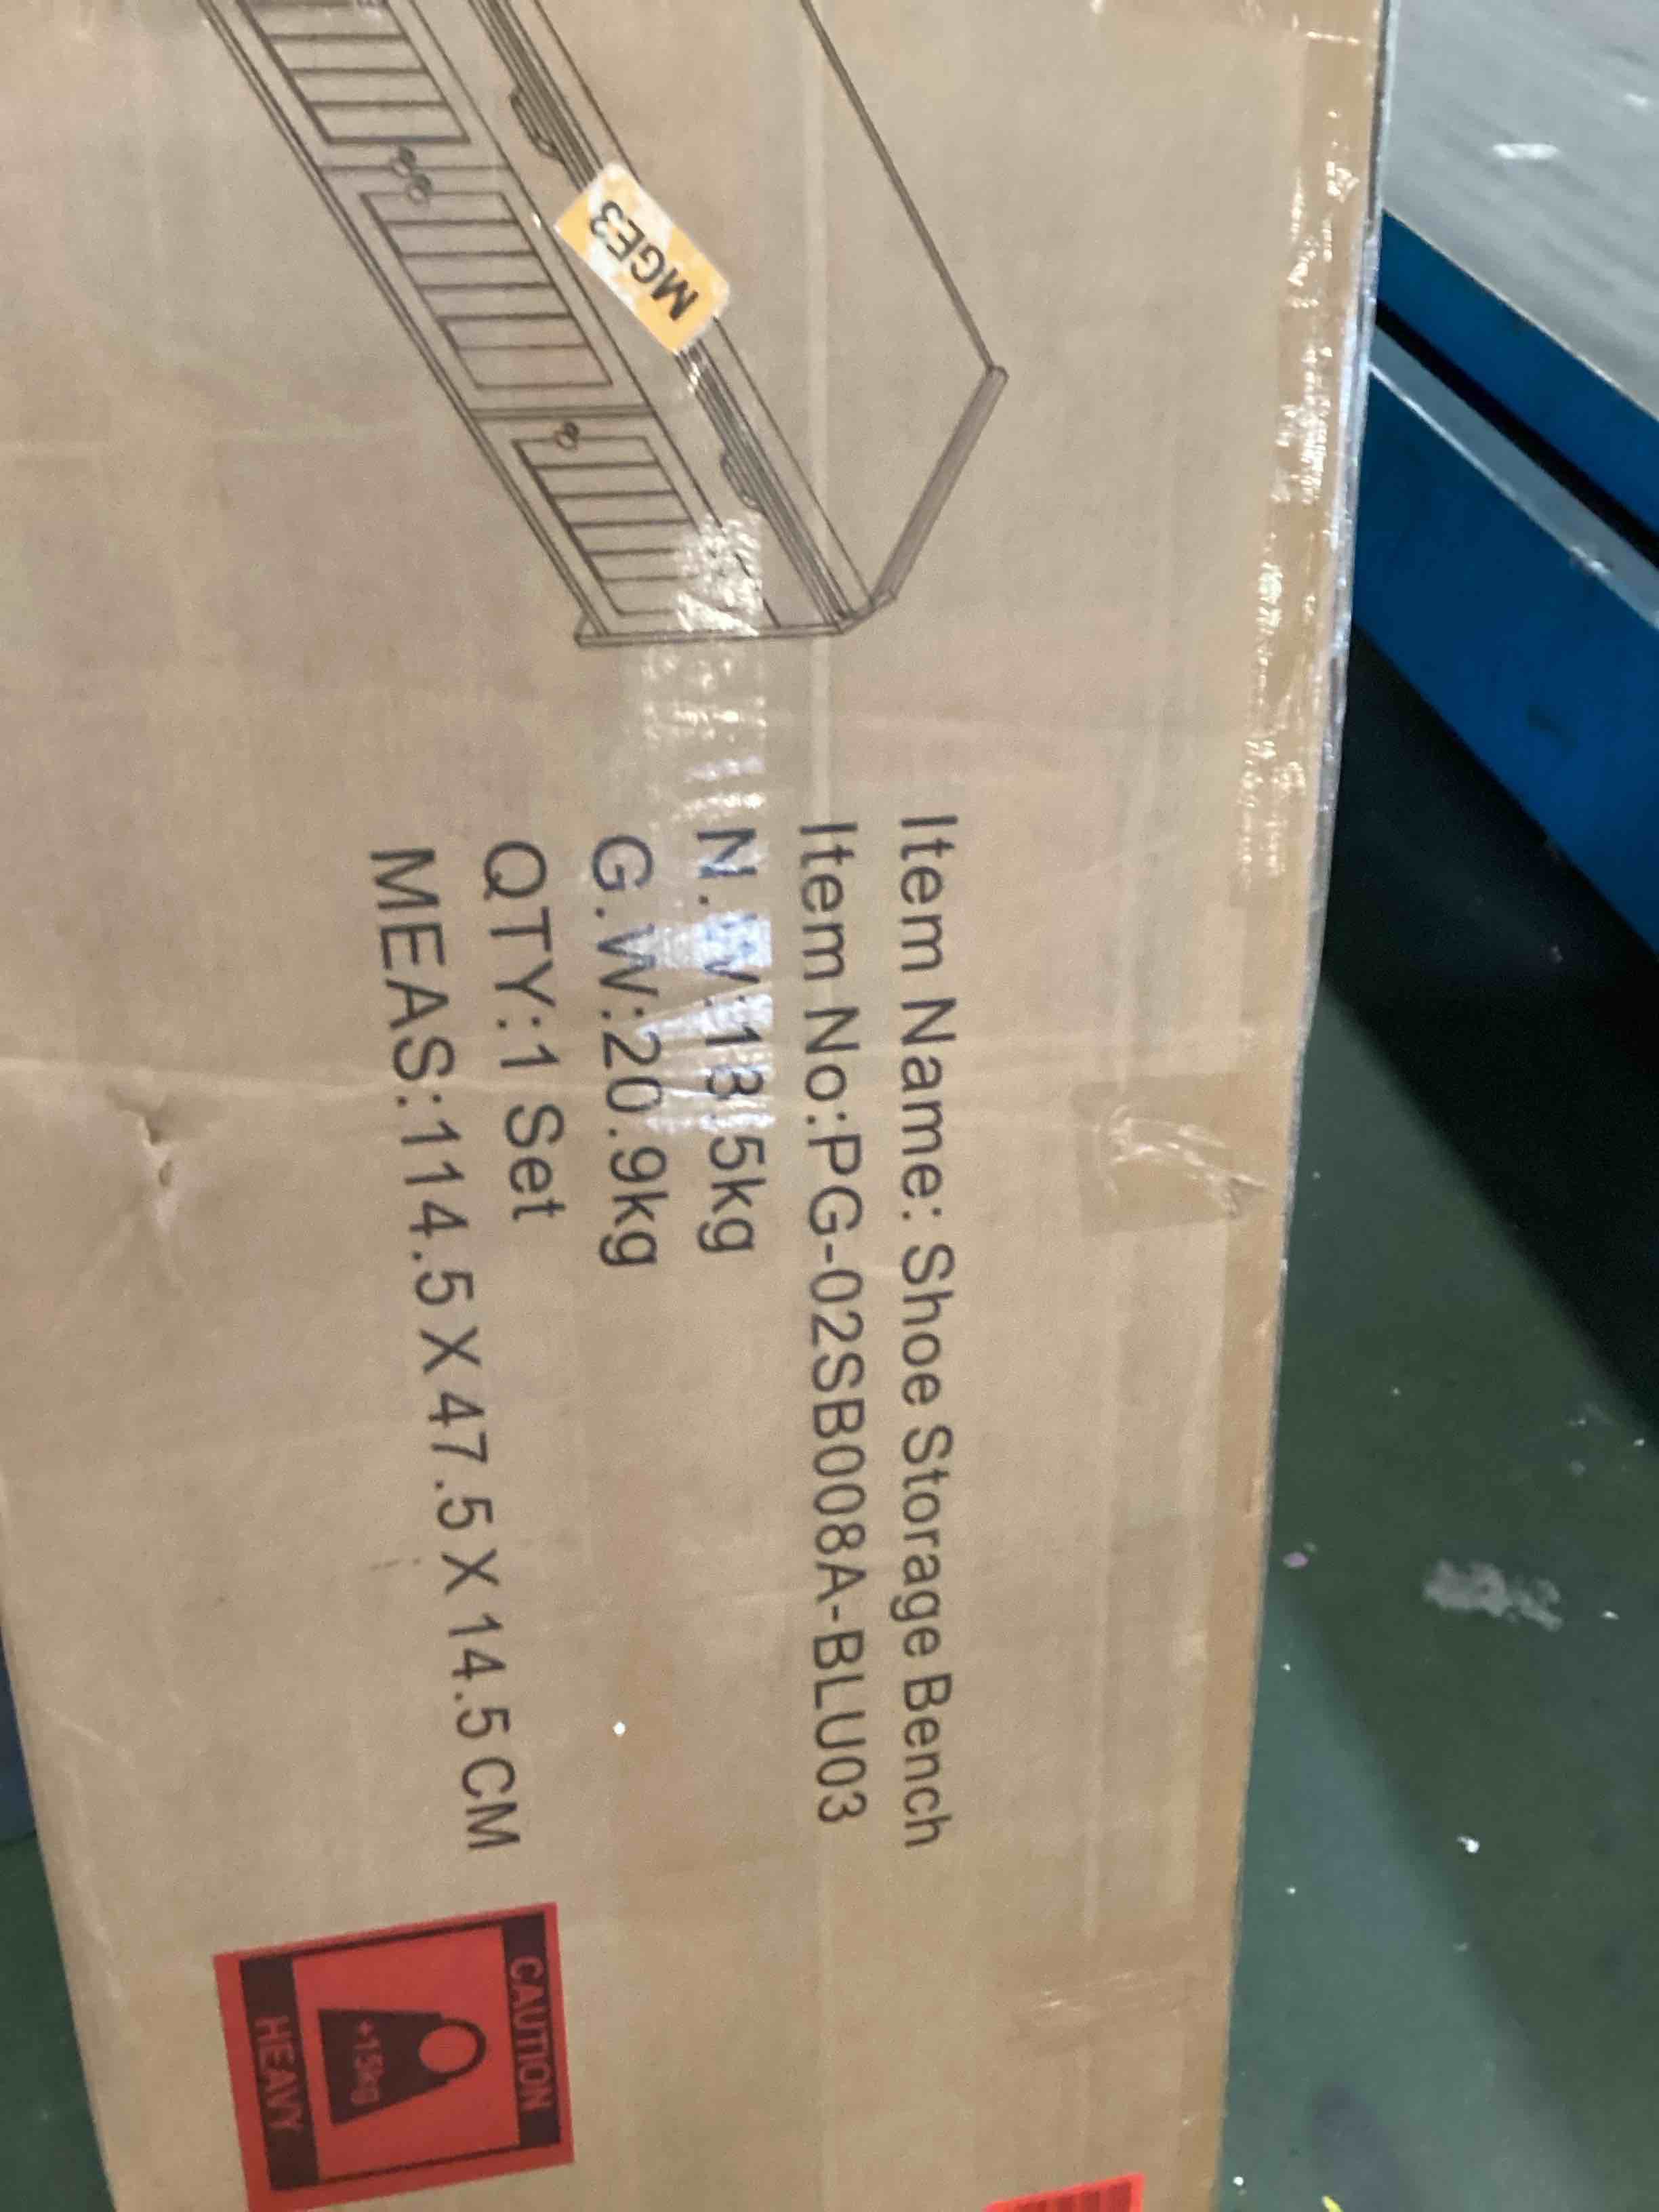 MGE3
Item Name: Shoe Storage Bench
Item No:PG-02SB008A-BLU03
N.W:18.5kg
G.W:20.9kg
QTY:1 Set
MEAS:114.5 X 47.5 X 14.5 CM
CAUTION
+15kg
HEAVY